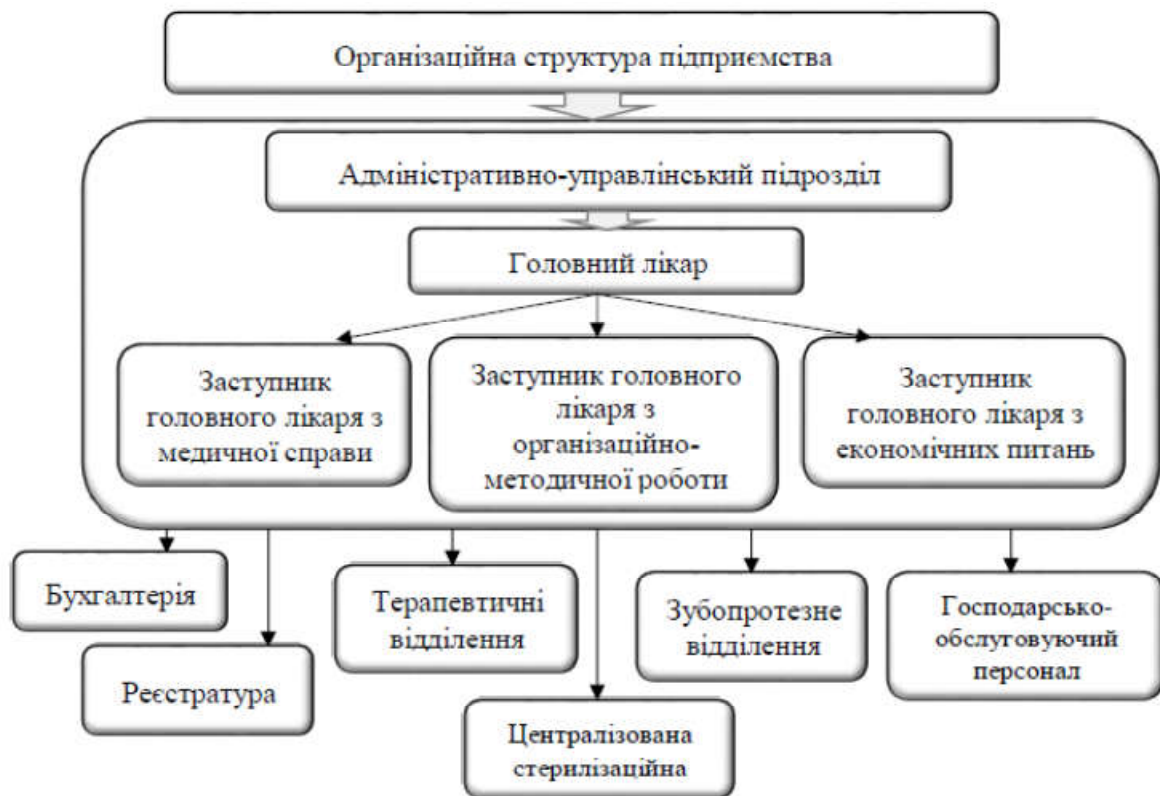 Організаційна структура підприємства
Адміністративно-управлінський підрозділ
Головний лікар
Заступник
головного лікаря з
медичної справи
Заступник головного
лікаря з
організаційно-
методичної роботи
Заступник
головного лікаря з
економічних питань
Бухгалтерія
Реєстратура
Терапевтичні
відділення
Централізована
стерилізаційна
Зубопротезне
відділення
Господарсько-
обслуговуючий
персонал